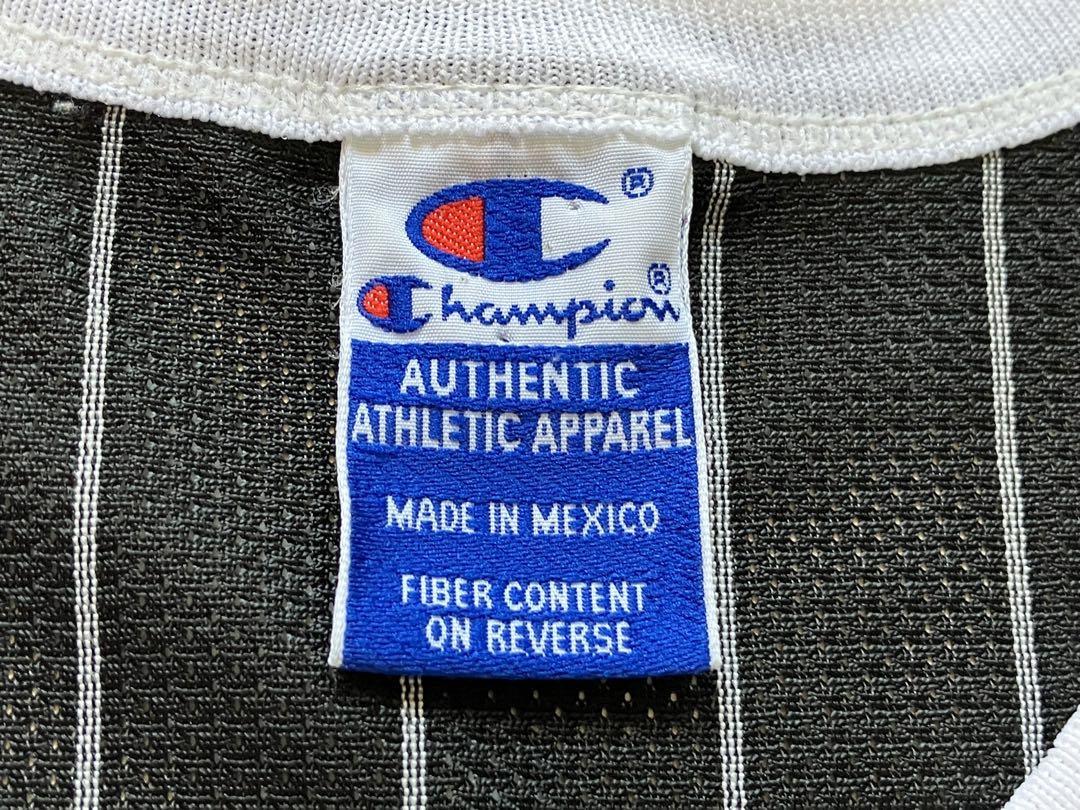 ®
Champion®
AUTHENTIC
ATHLETIC APPAREL
MADE IN MEXICO
FIBER CONTENT
ON REVERSE